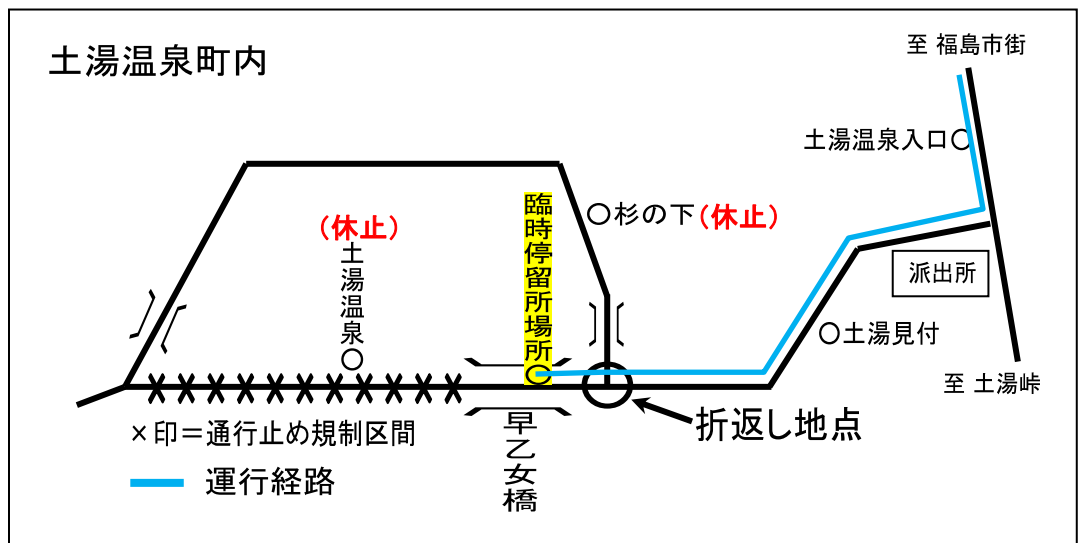 土湯温泉町内
至 福島市街
土湯温泉入口
臨時停留所場所
杉の下(休止)
(休止)
土湯温泉
派出所
土湯見付
至 土湯峠
折返し地点
×印=通行止め規制区間
早乙女橋
運行経路